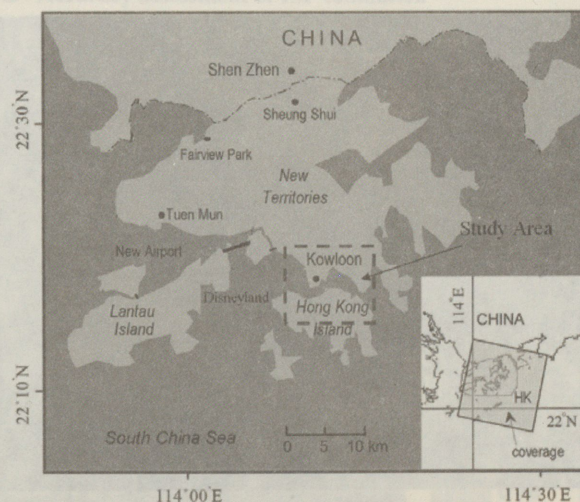 CHINA
Shen Zhen
Sheung Shui
22°30'N
Fairview Park
New
Territories
Tuen Mun
New Airport
Study Area
Kowloon
Disneyland
Lantau
Island
Hong Kong
Island
114°E
CHINA
HK
22°N
coverage
22°10'N
South China Sea
0 5 10 km
114°00'E
114°30'E